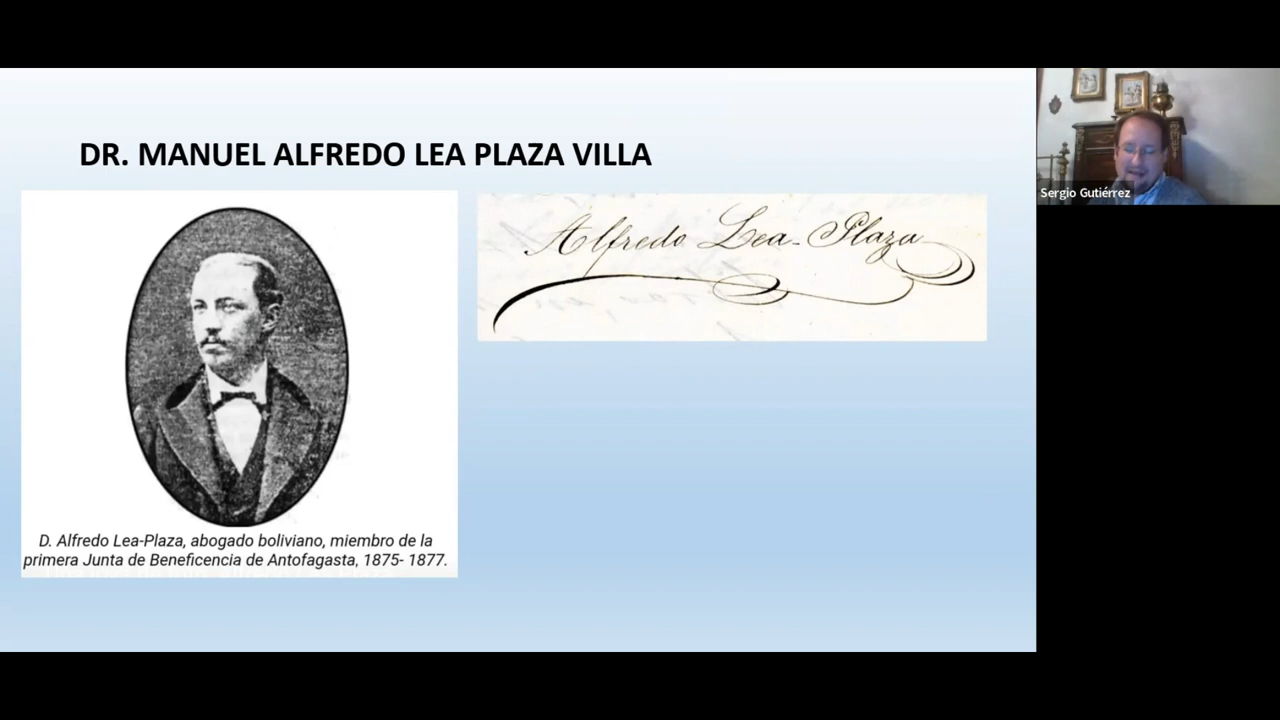 DR. MANUEL ALFREDO LEA PLAZA VILLA
Alfredo Lea-Plaza
D. Alfredo Lea-Plaza, abogado boliviano, miembro de la
primera Junta de Beneficencia de Antofagasta, 1875- 1877.
Sergio Gutiérrez